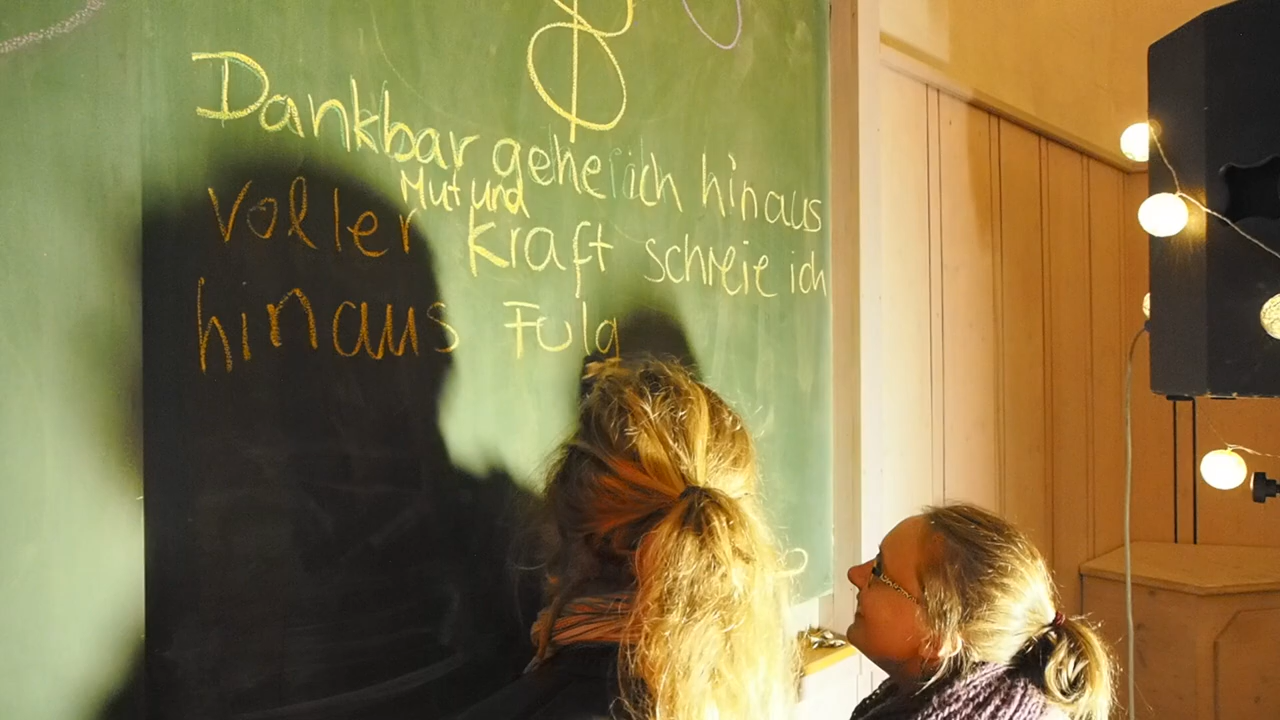 Dankbar gehe ich hinaus
Mut und
voller Kraft schreie ich
hinaus Fulg